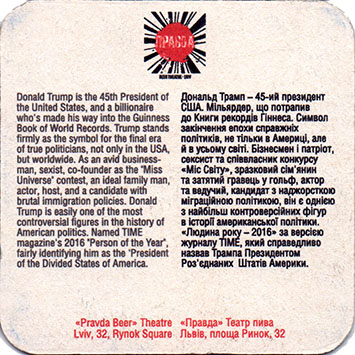 ПРАВДА
BEER THEATRE · LVIV
Donald Trump is the 45th President of
the United States, and a billionaire
who's made his way into the Guinness
Book of World Records. Trump stands
firmly as the symbol for the final era
of true politicians, not only in the USA,
but worldwide. As an avid business-
man, sexist, co-founder as the "Miss
Universe' contest, an ideal family man,
actor, host, and a candidate with
brutal immigration policies. Donald
Trump is easily one of the most
controversial figures in the history of
American politics. Named TIME
magazine's 2016 "Person of the Year",
fairly identifying him as the 'President
of the Divided States of America.
Дональд Трамп – 45-ий президент
США. Мільярдер, що потрапив
до Книги рекордів Гіннеса. Символ
закінчення епохи справжніх
політиків, не тільки в Америці, але
й в усьому світі. Бізнесмен і патріот,
сексист та співвласник конкурсу
«Міс Світу», зразковий сім'янин
та затятий гравець у гольф, актор
та ведучий, кандидат з наджорсткою
міграційною політикою, він є однією
з найбільш контроверсійних фігур
в історії американської політики.
«Людина року – 2016» за версією
журналу TIME, який справедливо
назвав Трампа Президентом
Роз'єднаних Штатів Америки.
«Pravda Beer» Theatre
Lviv, 32, Rynok Square
«Правда» Театр пива
Львів, площа Ринок, 32